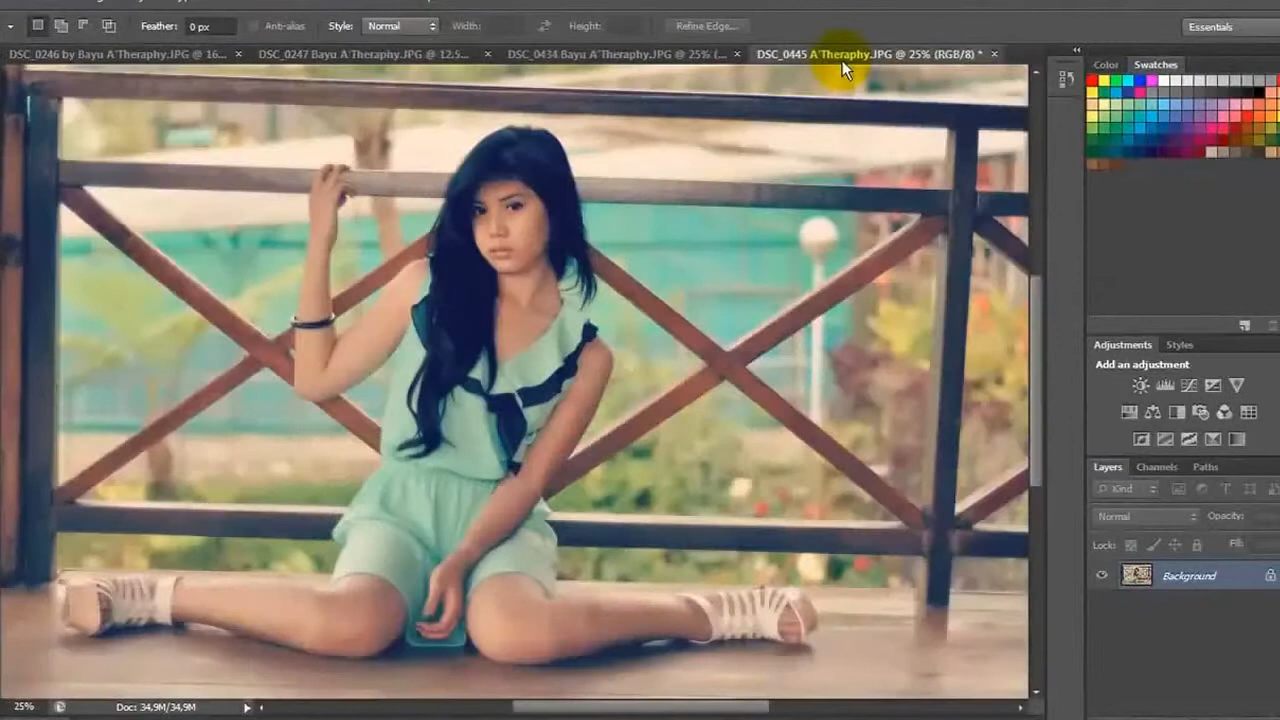 Feather: 0 px Anti-alias Style: Normal Width: Height: Refine Edge... Essentials
DSC_0246 by Bayu A'Theraphy.JPG @ 16... × DSC_0247 Bayu A'Theraphy.JPG @ 12.5... × DSC_0434 Bayu A'Theraphy.JPG @ 25% (... × DSC_0445 A'Theraphy.JPG @ 25% (RGB/8) * ×
Color Swatches
Adjustments Styles
Add an adjustment
Layers Channels Paths
Kind
Normal Opacity:
Lock: Fill:
Background
25% Doc: 34,9M/34,9M